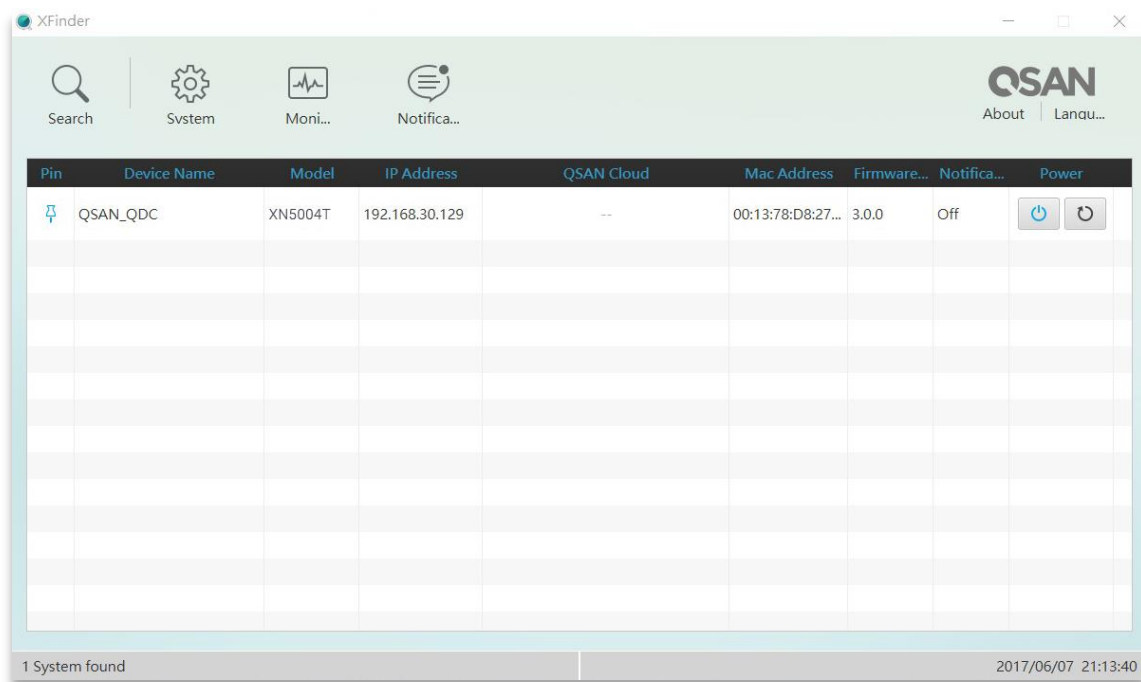 XFinder
Search System Moni... Notifica...
QSAN
About Langu...
Pin Device Name Model IP Address QSAN Cloud Mac Address Firmware... Notifica... Power
QSAN_QDC XN5004T 192.168.30.129 -- 00:13:78:D8:27... 3.0.0 Off
1 System found 2017/06/07 21:13:40